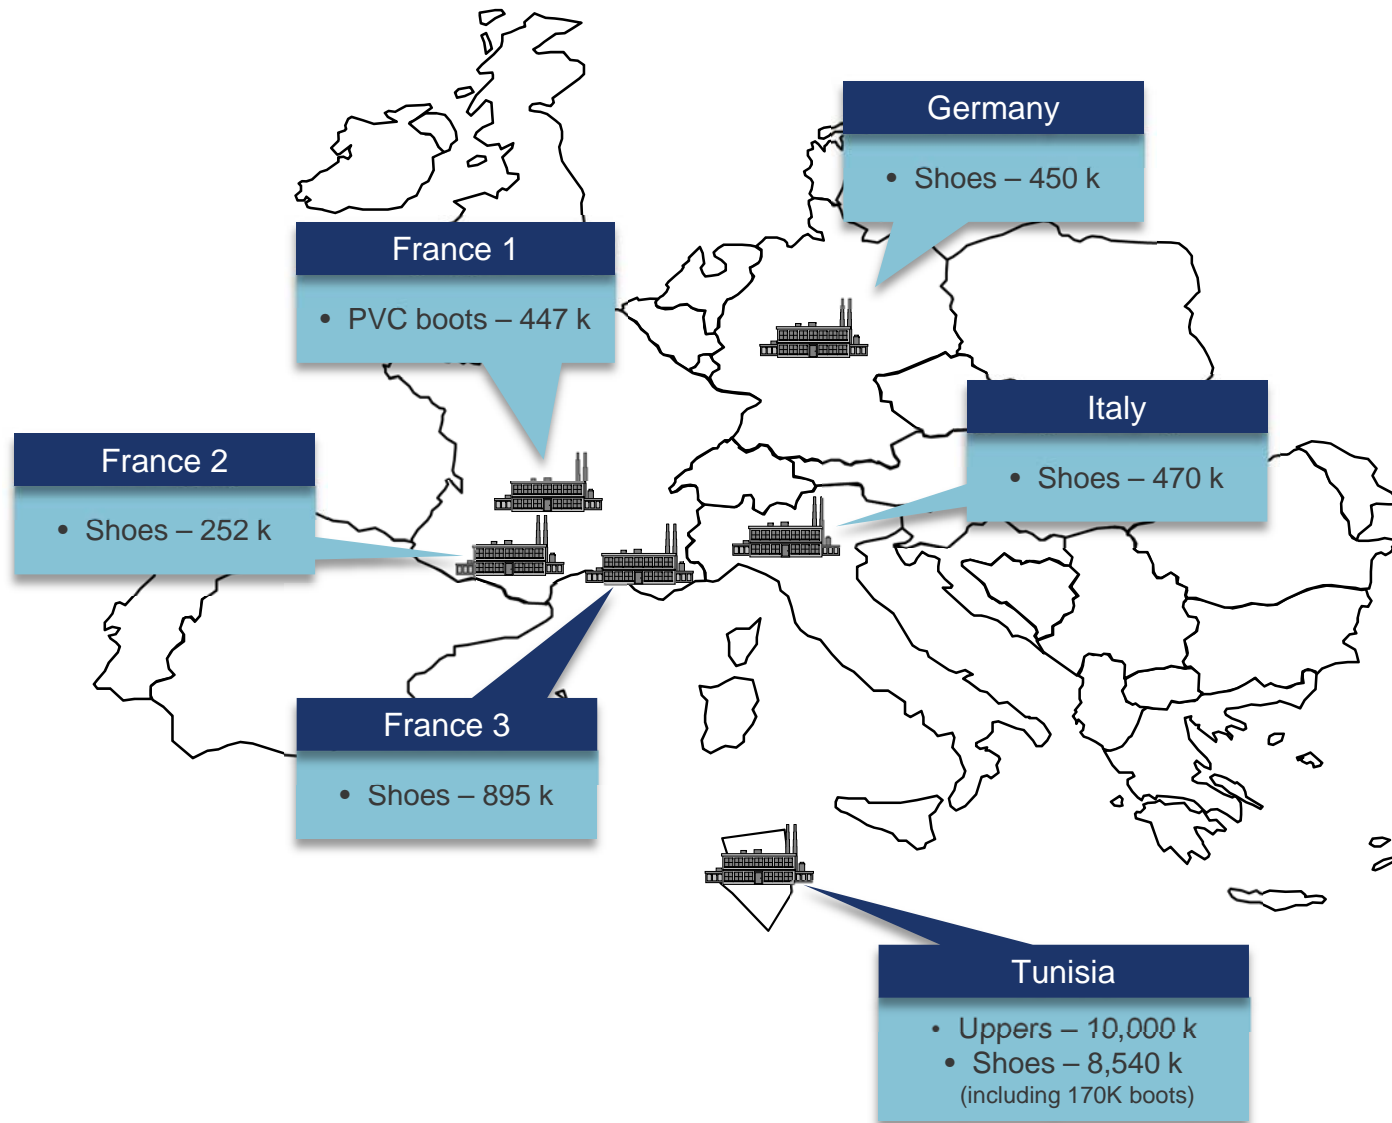 Germany
• Shoes – 450 k
France 1
• PVC boots – 447 k
Italy
• Shoes – 470 k
France 2
• Shoes – 252 k
France 3
• Shoes – 895 k
Tunisia
• Uppers – 10,000 k
• Shoes – 8,540 k
(including 170K boots)